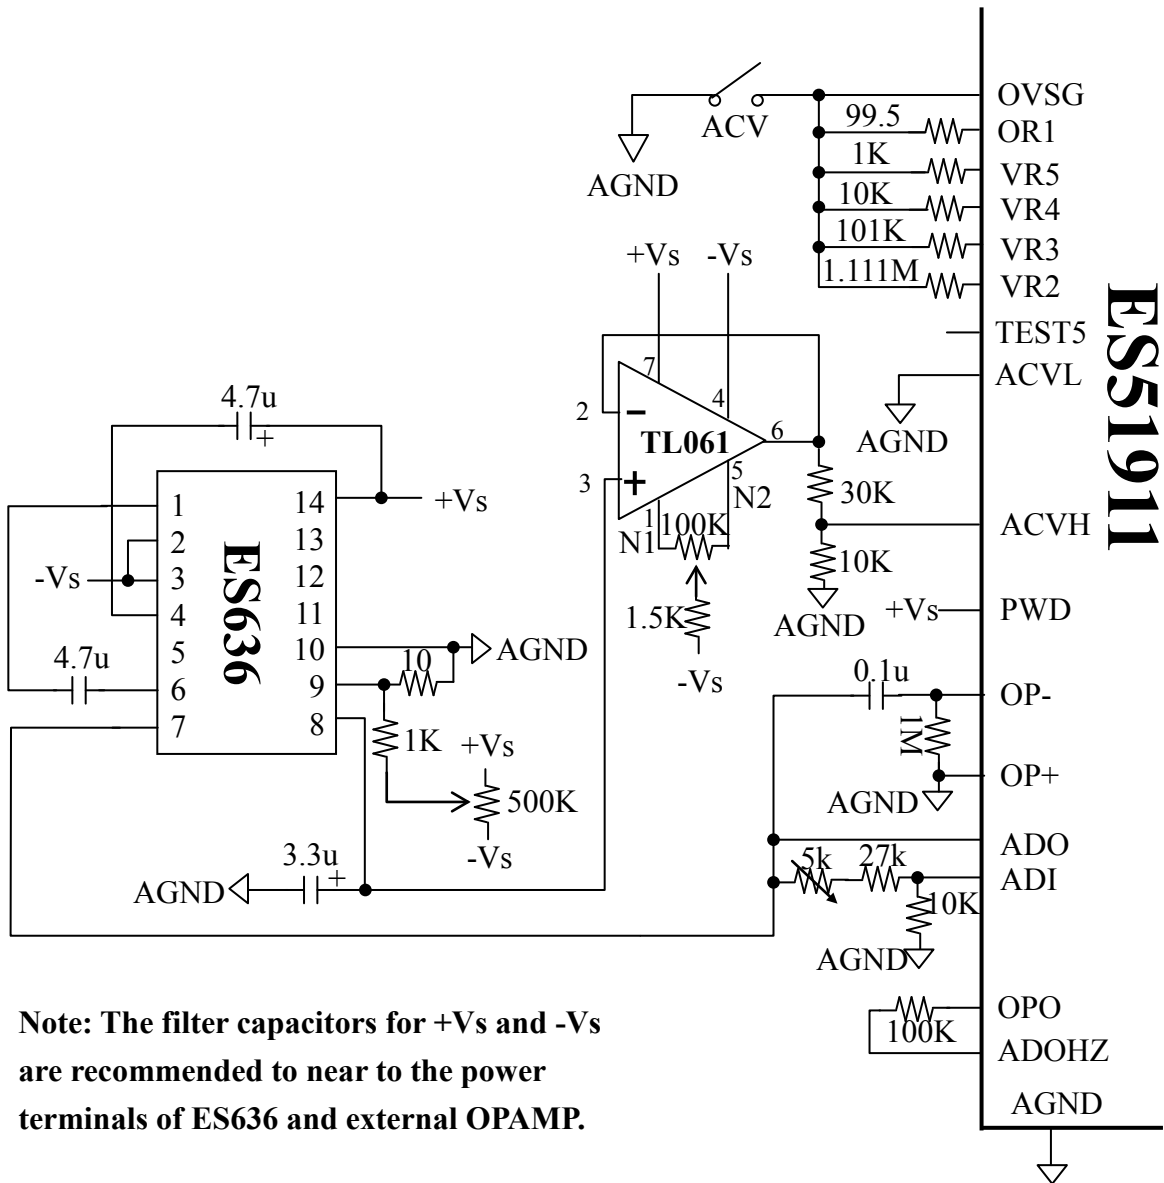 OVSG
99.5
OR1
ACV
1K
VR5
AGND
10K
VR4
101K
VR3
+Vs
-Vs
1.111M
VR2
ES51911
TEST5
7
ACVL
4.7u
4
2
AGND
+
TL061
6
1
14
+Vs
3
5
30K
N2
2
13
1
100K
ACVH
N1
-Vs
3
ES636
12
10K
4
11
1.5K
+Vs
PWD
AGND
5
10
AGND
4.7u
10
0.1u
6
9
-Vs
OP-
7
8
1K
+Vs
1M
500K
OP+
AGND
-Vs
3.3u
ADO
+
5k
27k
AGND
ADI
10K
AGND
Note: The filter capacitors for +Vs and -Vs
are recommended to near to the power
terminals of ES636 and external OPAMP.
OPO
100K
ADOHZ
AGND